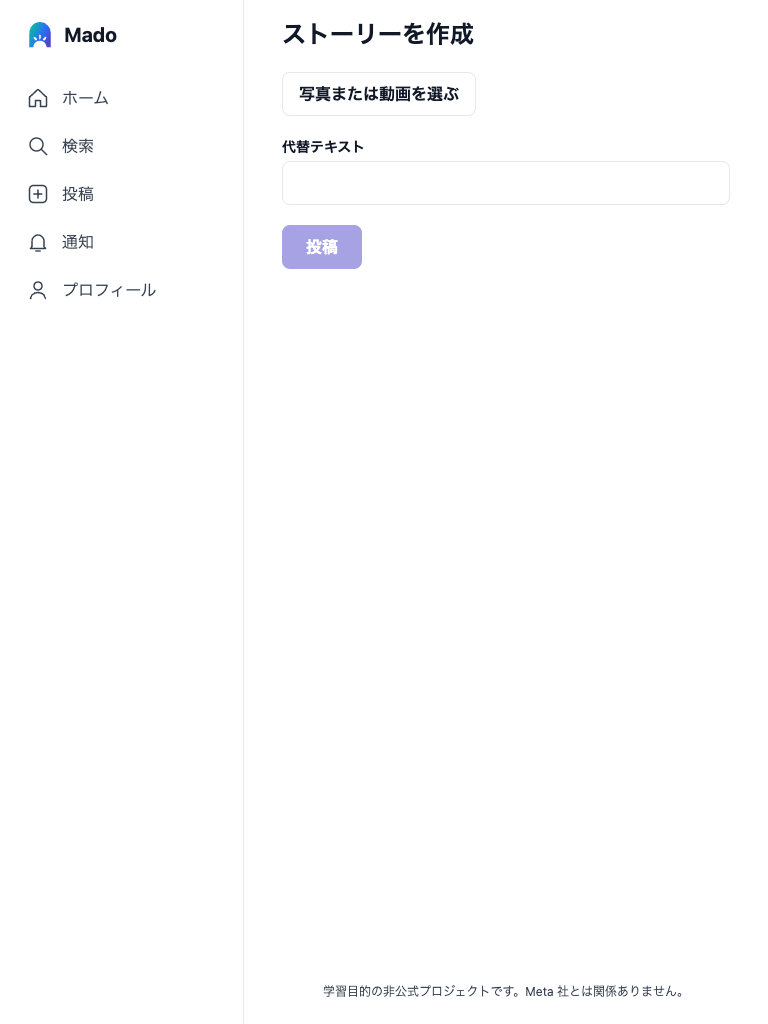 Mado
ホーム
検索
投稿
通知
プロフィール
ストーリーを作成
写真または動画を選ぶ
代替テキスト
投稿
学習目的の非公式プロジェクトです。Meta 社とは関係ありません。